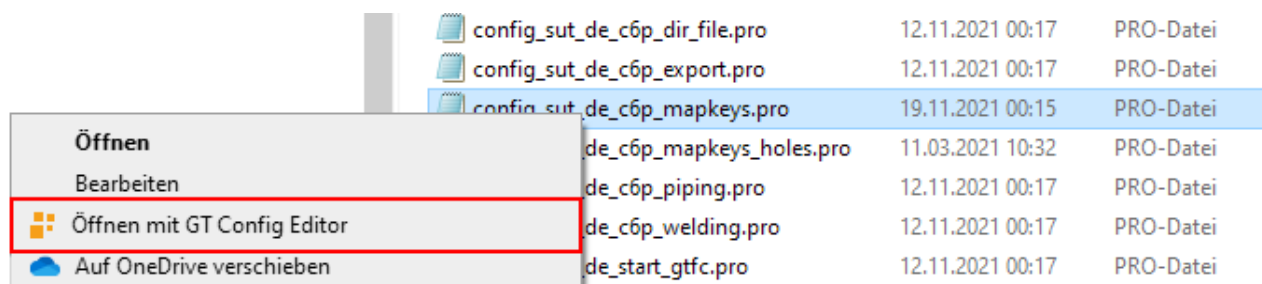 config_sut_de_c6p_dir_file.pro 12.11.2021 00:17 PRO-Datei
config_sut_de_c6p_export.pro 12.11.2021 00:17 PRO-Datei
config_sut_de_c6p_mapkeys.pro 19.11.2021 00:15 PRO-Datei
Öffnen
de_c6p_mapkeys_holes.pro 11.03.2021 10:32 PRO-Datei
Bearbeiten
de_c6p_piping.pro 12.11.2021 00:17 PRO-Datei
Öffnen mit GT Config Editor
de_c6p_welding.pro 12.11.2021 00:17 PRO-Datei
Auf OneDrive verschieben
de_start_gtfc.pro 12.11.2021 00:17 PRO-Datei